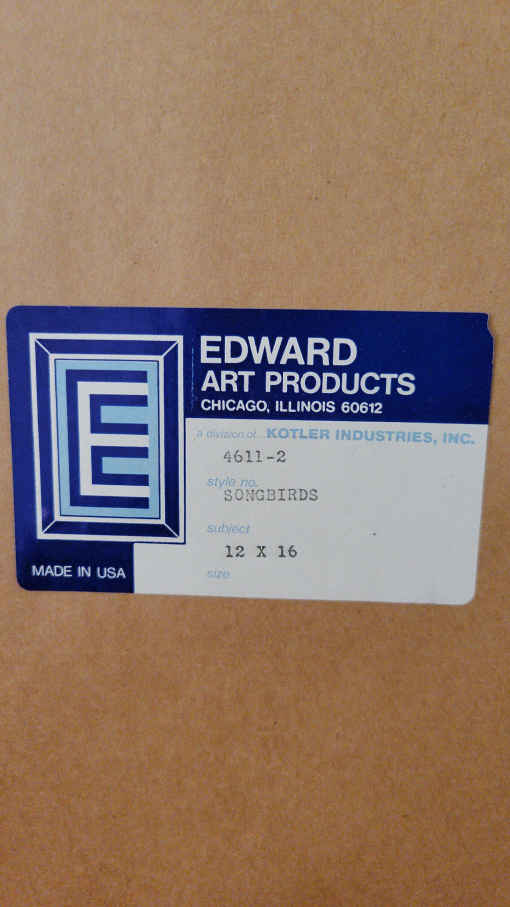 EDWARD
ART PRODUCTS
CHICAGO, ILLINOIS 60612
a division of... KOTLER INDUSTRIES, INC.
4611-2
style no.
SONGBIRDS
subject
12 X 16
size
MADE IN USA